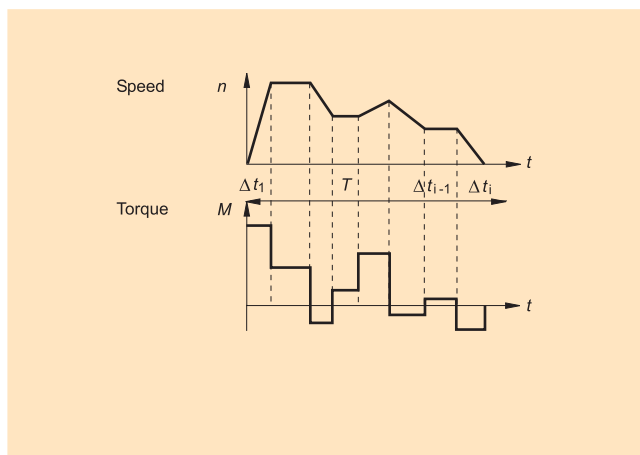 Speed n
t
Δt1 T Δti-1 Δti
Torque M
t